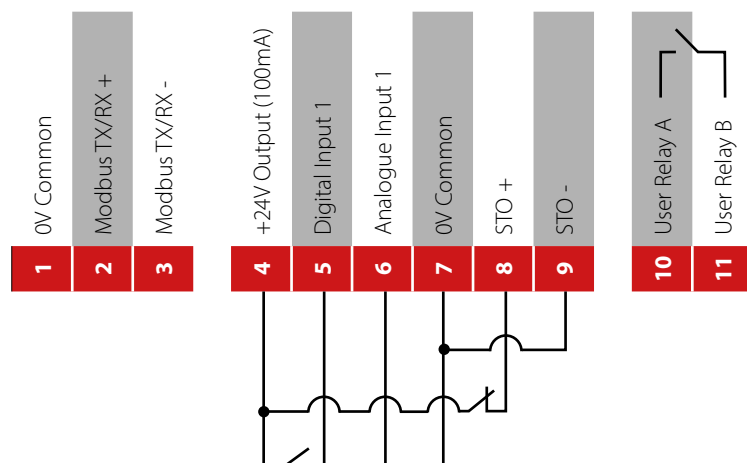 0V Common
Modbus TX/RX +
Modbus TX/RX -
+24V Output (100mA)
Digital Input 1
Analogue Input 1
0V Common
STO +
STO -
User Relay A
User Relay B
1
2
3
4
5
6
7
8
9
10
11